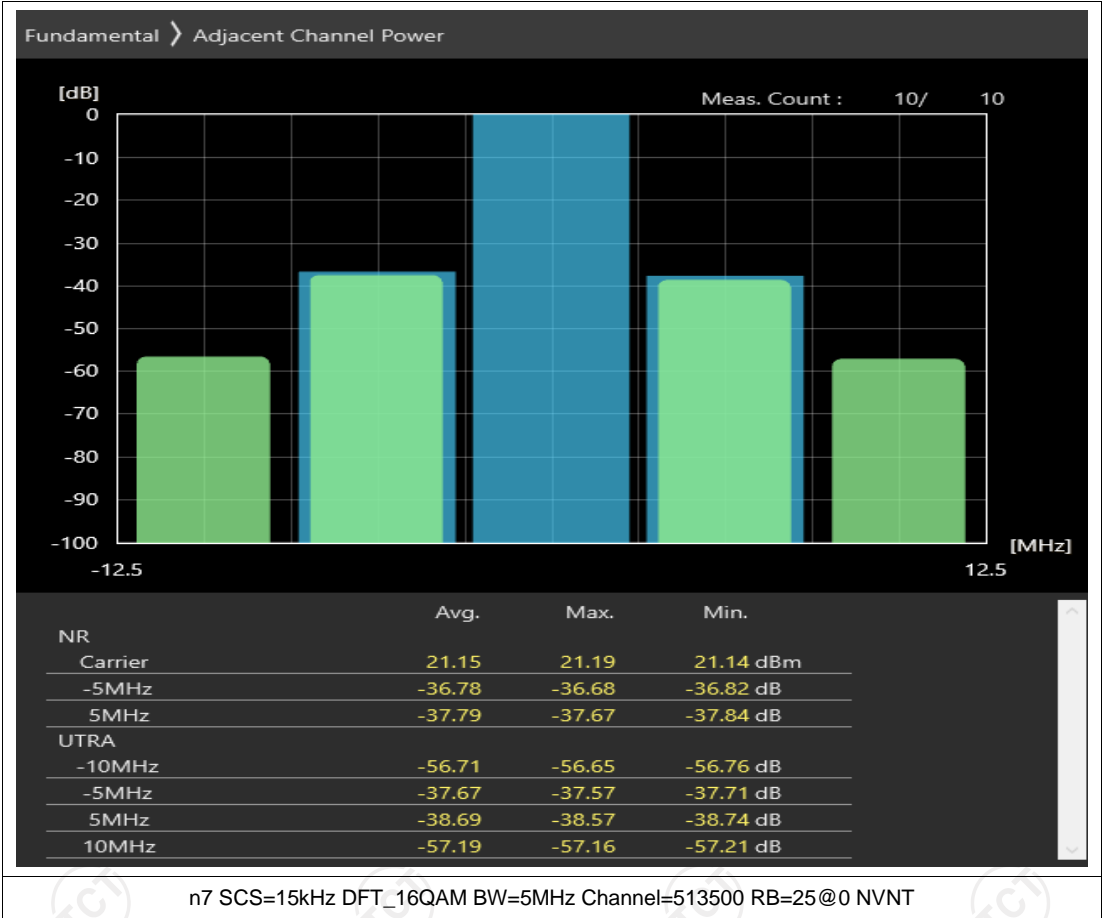 Fundamental ❯ Adjacent Channel Power
[dB]
Meas. Count : 10/ 10
0
-10
-20
-30
-40
-50
-60
-70
-80
-90
-100
[MHz]
-12.5 12.5
Avg. Max. Min.
NR
Carrier 21.15 21.19 21.14 dBm
-5MHz -36.78 -36.68 -36.82 dB
5MHz -37.79 -37.67 -37.84 dB
UTRA
-10MHz -56.71 -56.65 -56.76 dB
-5MHz -37.67 -37.57 -37.71 dB
5MHz -38.69 -38.57 -38.74 dB
10MHz -57.19 -57.16 -57.21 dB
n7 SCS=15kHz DFT_16QAM BW=5MHz Channel=513500 RB=25@0 NVNT
TCT TCT TCT TCT